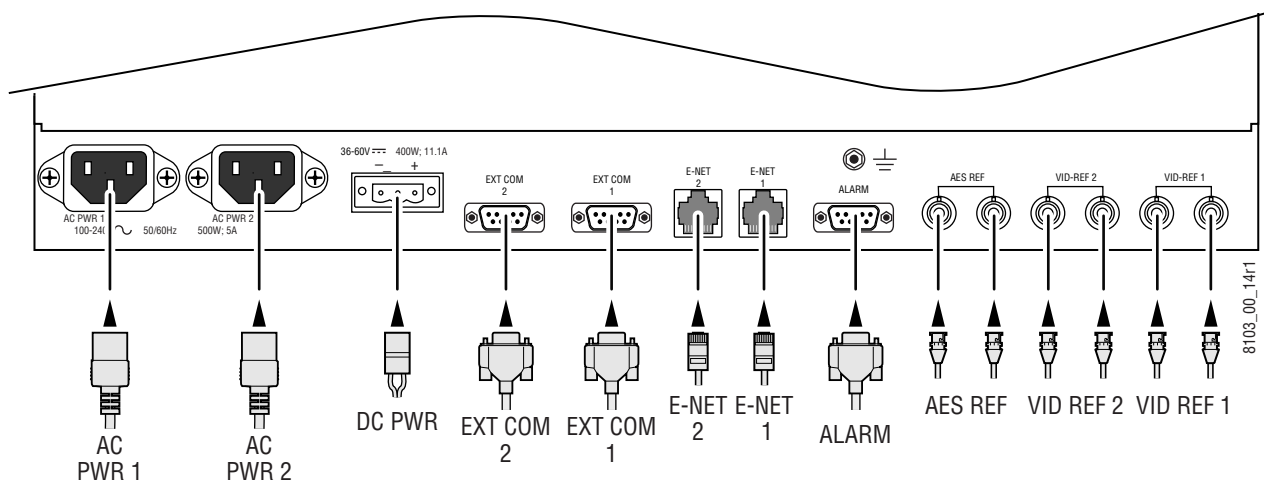 36-60V 400W; 11.1A
– +
EXT COM
2
EXT COM
1
E-NET
2
E-NET
1
ALARM
AES REF
VID-REF 2
VID-REF 1
AC PWR 1
100-240 50/60Hz
AC PWR 2
500W; 5A
8103_00_14r1
AC
PWR 1
AC
PWR 2
DC PWR
EXT COM
2
EXT COM
1
E-NET
2
E-NET
1
ALARM
AES REF
VID REF 2
VID REF 1